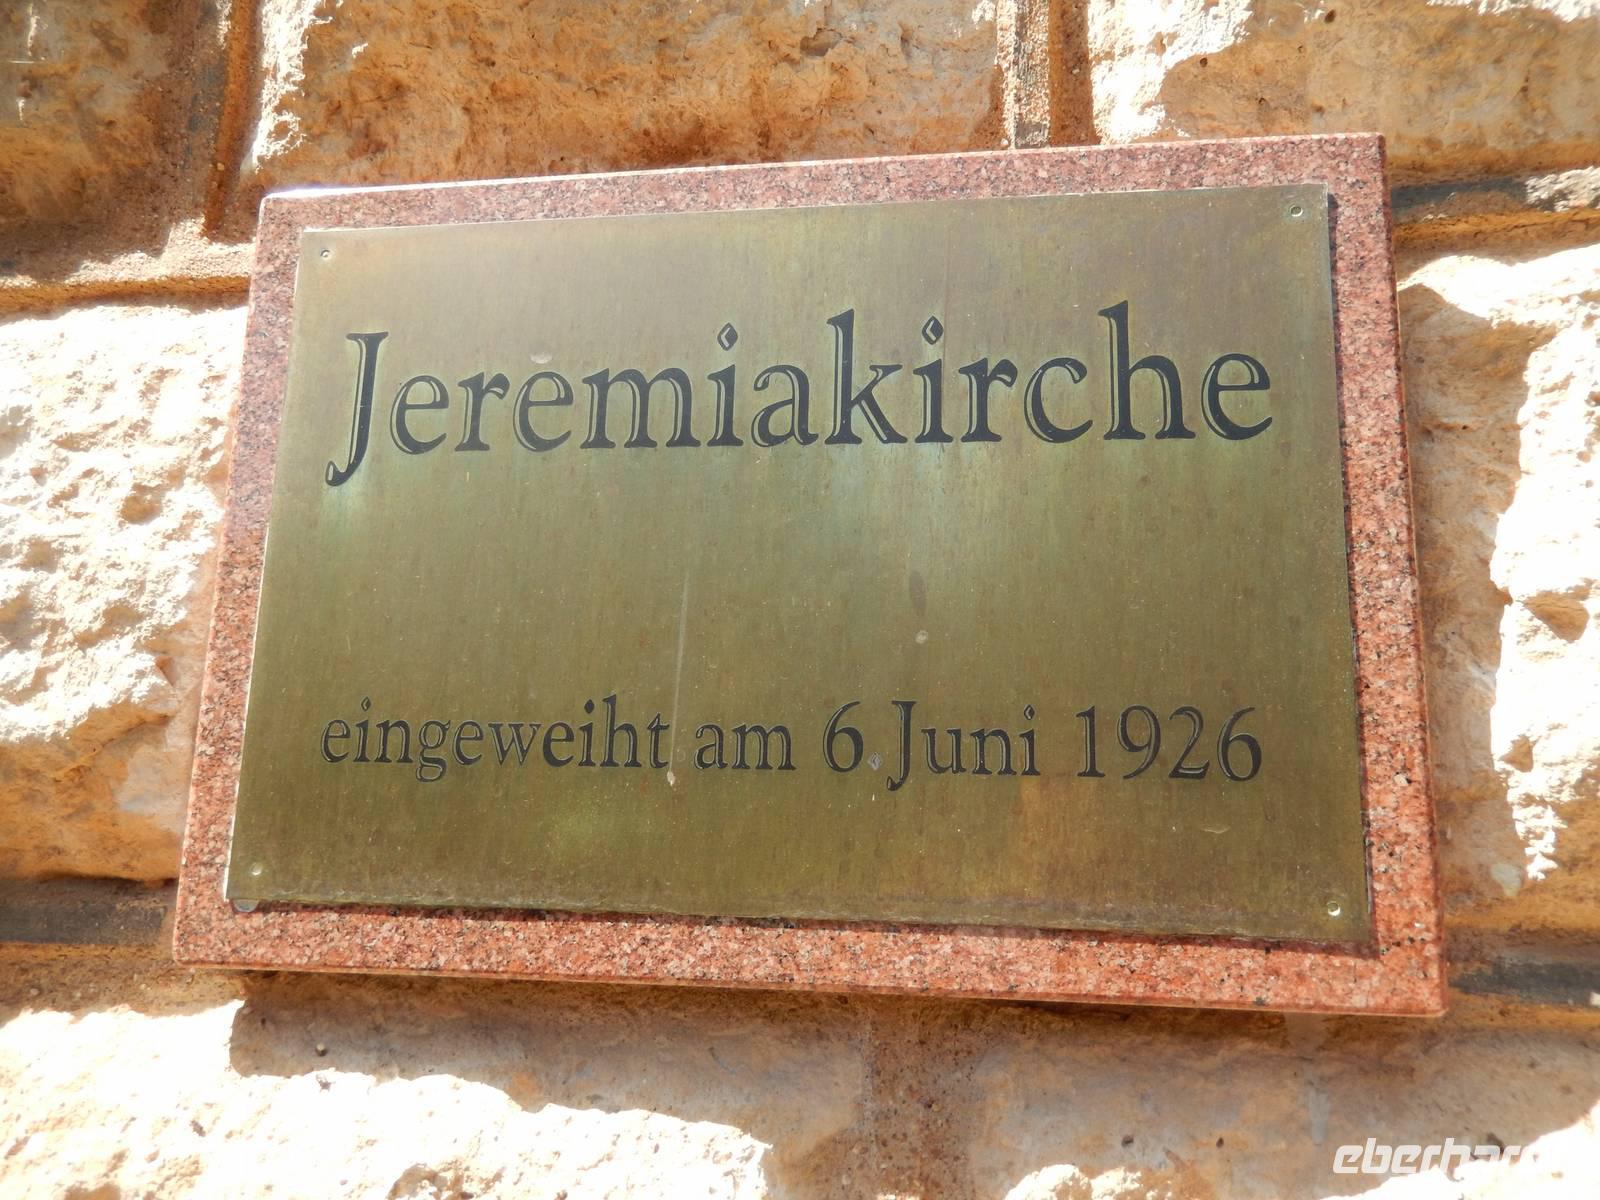 Jeremiakirche
eingeweiht am 6. Juni 1926